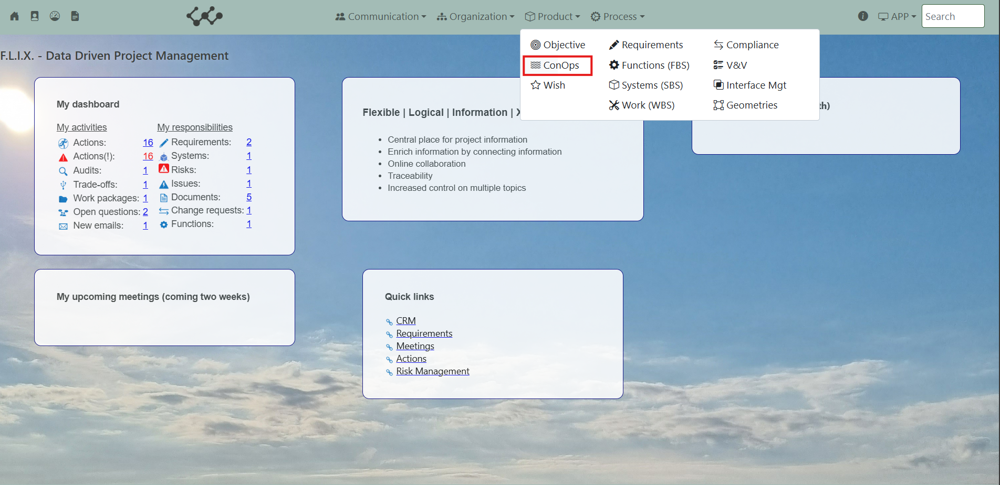 Communication Organization Product Process APP Search
Objective Requirements Compliance
ConOps Functions (FBS) V&V
Wish Systems (SBS) Interface Mgt
Work (WBS) Geometries
F.L.I.X. - Data Driven Project Management
My dashboard
My activities My responsibilities
Actions: 16 Requirements: 2
Actions(!): 16 Systems: 1
Audits: 1 Risks: 1
Trade-offs: 1 Issues: 1
Work packages: 1 Documents: 5
Open questions: 2 Change requests: 1
New emails: 1 Functions: 1
Flexible | Logical | Information | X
• Central place for project information
• Enrich information by connecting information
• Online collaboration
• Traceability
• Increased control on multiple topics
My upcoming meetings (coming two weeks)
Quick links
CRM
Requirements
Meetings
Actions
Risk Management